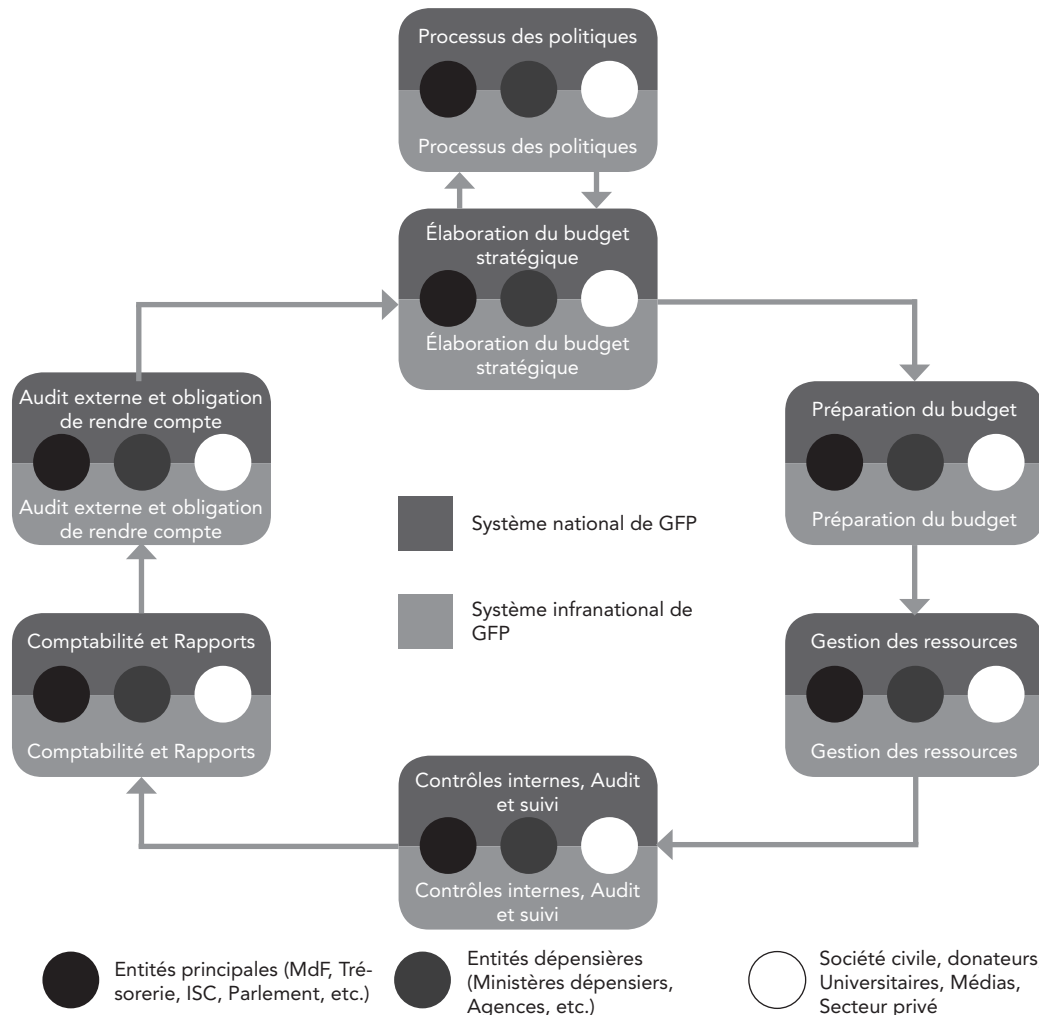 Processus des politiques
Processus des politiques
Élaboration du budget
stratégique
Élaboration du budget
stratégique
Audit externe et obligation
de rendre compte
Audit externe et obligation
de rendre compte
Préparation du budget
Préparation du budget
Système national de GFP
Système infranational de
GFP
Comptabilité et Rapports
Comptabilité et Rapports
Gestion des ressources
Gestion des ressources
Contrôles internes, Audit
et suivi
Contrôles internes, Audit
et suivi
Entités principales (MdF, Tré-
sorerie, ISC, Parlement, etc.)
Entités dépensières
(Ministères dépensiers,
Agences, etc.)
Société civile, donateurs
Universitaires, Médias,
Secteur privé